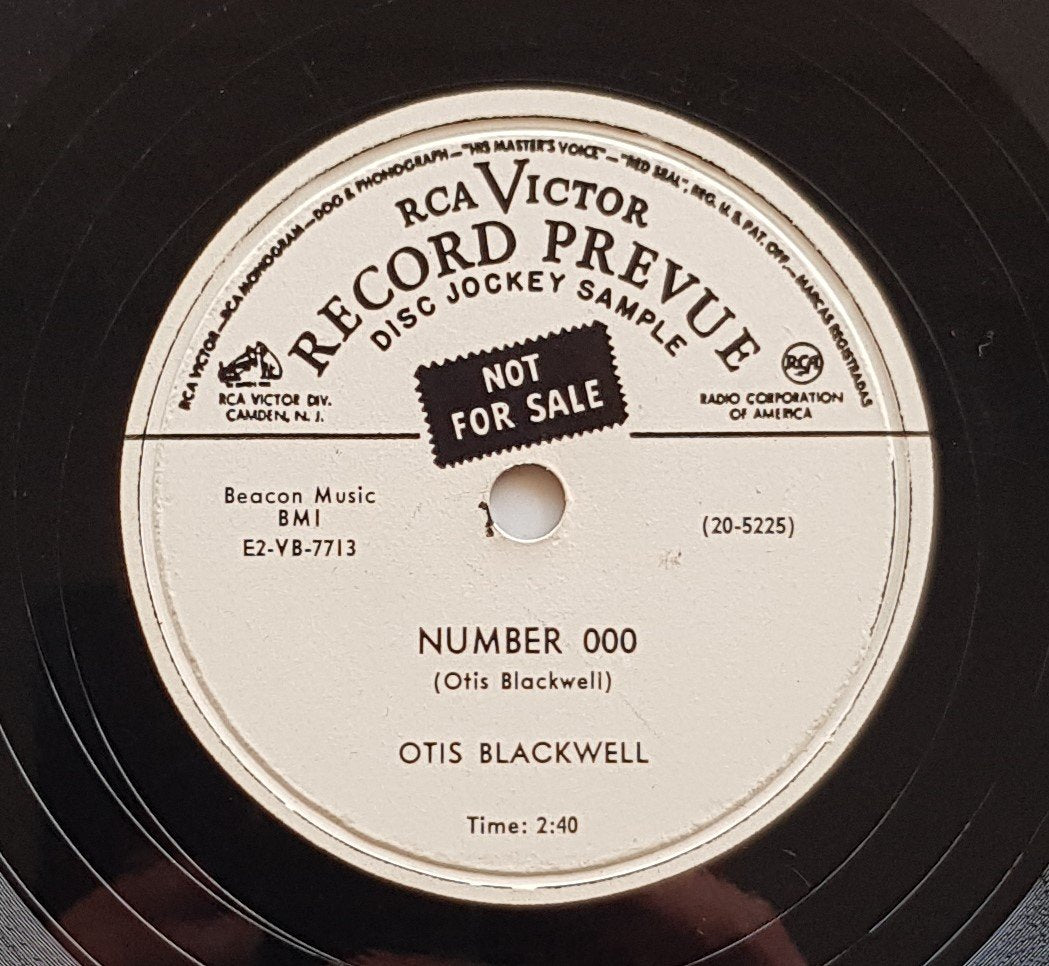 RCA VICTOR—RCA MONOGRAM—DOG & PHONOGRAPH—"HIS MASTER'S VOICE"—"RED SEAL", REG. U. S. PAT. OFF.—MARCAS REGISTRADAS
RCA VICTOR
RECORD PREVUE
DISC JOCKEY SAMPLE
NOT
FOR SALE
RCA VICTOR DIV.
CAMDEN, N. J.
RCA
RADIO CORPORATION
OF AMERICA
Beacon Music
BMI
E2-VB-7713
(20-5225)
NUMBER 000
(Otis Blackwell)
OTIS BLACKWELL
Time: 2:40